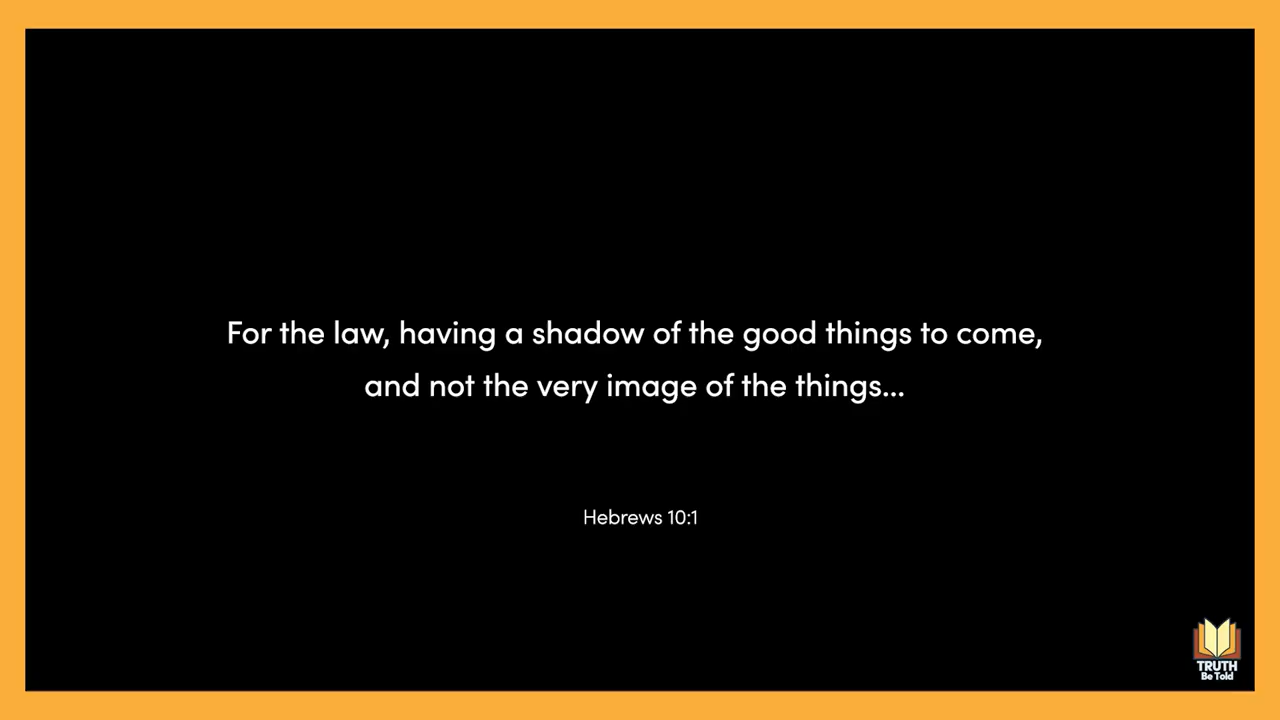 For the law, having a shadow of the good things to come,
and not the very image of the things...
Hebrews 10:1
TRUTH
Be Told